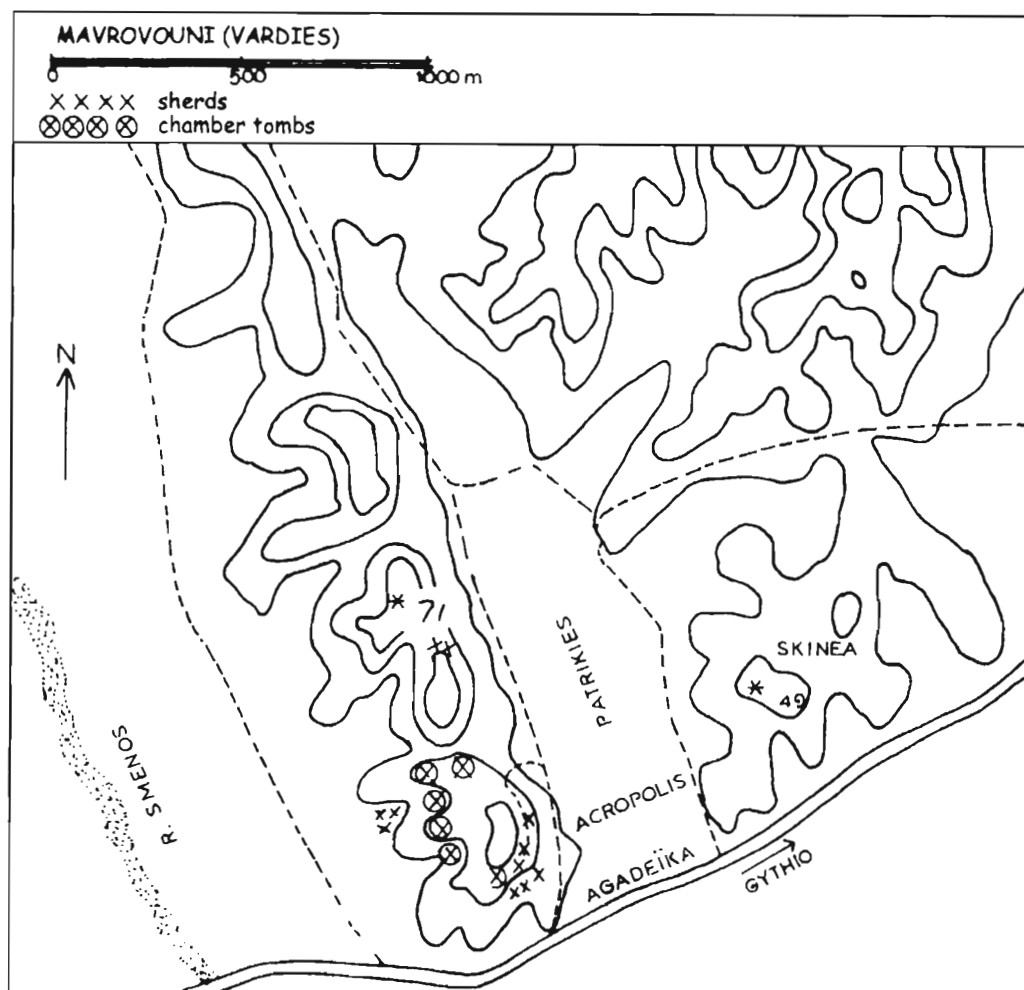 MAVROVOUNI (VARDIES)
0 500 1000 m
sherds
chamber tombs
N
71
PATRIKIES
SKINEA
49
R. SMENOS
ACROPOLIS
AGADEÏKA
GYTHIO